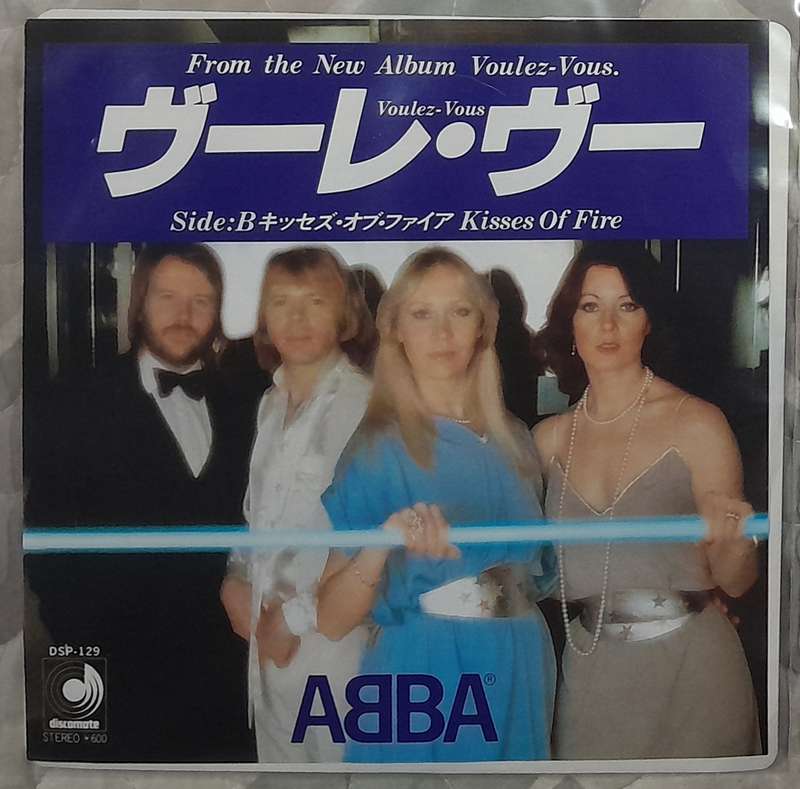 From the New Album Voulez-Vous.
Voulez-Vous
ヴーレ・ヴー
Side:B キッセズ・オブ・ファイア Kisses Of Fire
DSP-129
discomate
STEREO ¥600
ABBA®